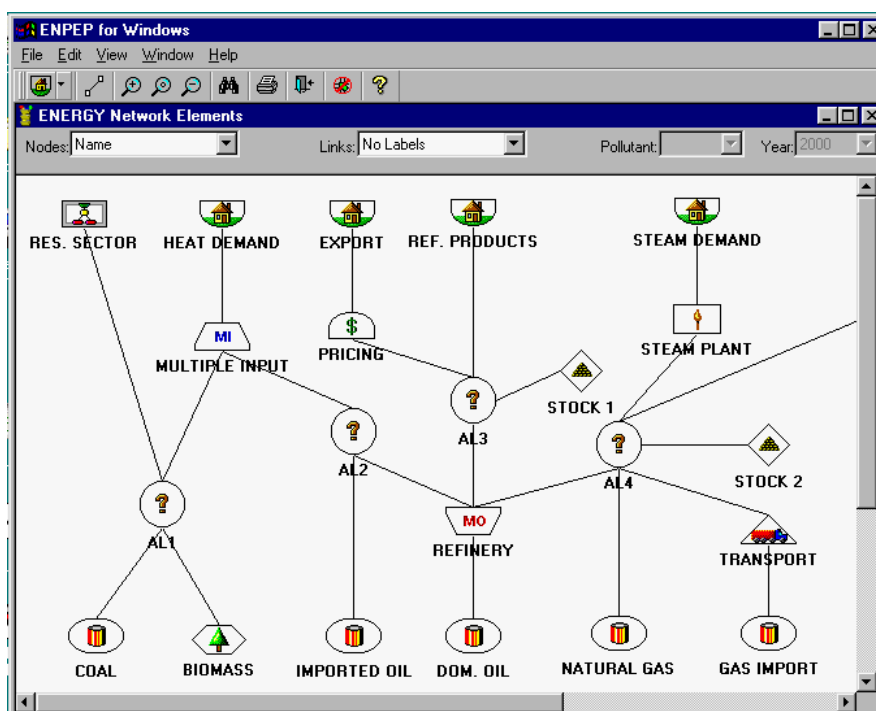 ENPEP for Windows
File Edit View Window Help
ENERGY Network Elements
Nodes: Name Links: No Labels Pollutant: Year: 2000
RES. SECTOR HEAT DEMAND EXPORT REF. PRODUCTS STEAM DEMAND
MI
$
MULTIPLE INPUT PRICING STEAM PLANT
?
STOCK 1
?
AL3
?
AL2
?
AL4 STOCK 2
?
MO
AL1 REFINERY TRANSPORT
COAL BIOMASS IMPORTED OIL DOM. OIL NATURAL GAS GAS IMPORT